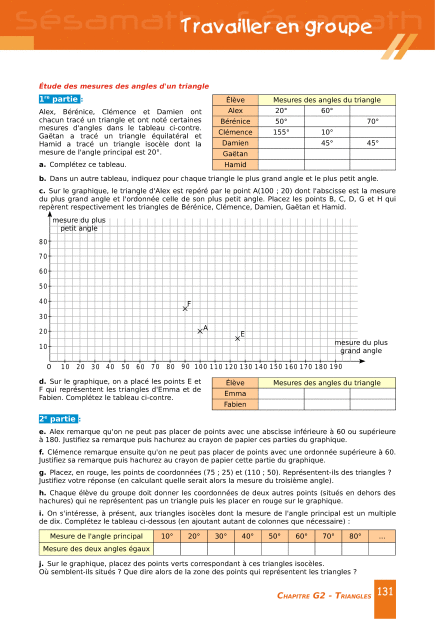 Sésamath
Sésamath
Travailler en groupe
Étude des mesures des angles d'un triangle
1re partie :
Alex, Bérénice, Clémence et Damien ont
chacun tracé un triangle et ont noté certaines
mesures d'angles dans le tableau ci-contre.
Gaëtan a tracé un triangle équilatéral et
Hamid a tracé un triangle isocèle dont la
mesure de l'angle principal est 20°.
a. Complétez ce tableau.
Élève Mesures des angles du triangle
Alex 20° 60°
Bérénice 50° 70°
Clémence 155° 10°
Damien 45° 45°
Gaëtan
Hamid
b. Dans un autre tableau, indiquez pour chaque triangle le plus grand angle et le plus petit angle.
c. Sur le graphique, le triangle d'Alex est repéré par le point A(100 ; 20) dont l'abscisse est la mesure
du plus grand angle et l'ordonnée celle de son plus petit angle. Placez les points B, C, D, G et H qui
repèrent respectivement les triangles de Bérénice, Clémence, Damien, Gaëtan et Hamid.
mesure du plus
petit angle
80
70
60
50
40
30
20
10
F
A
E
mesure du plus
grand angle
O 10 20 30 40 50 60 70 80 90 100 110 120 130 140 150 160 170 180 190
d. Sur le graphique, on a placé les points E et
F qui représentent les triangles d'Emma et de
Fabien. Complétez le tableau ci-contre.
Élève Mesures des angles du triangle
Emma
Fabien
2e partie :
e. Alex remarque qu'on ne peut pas placer de points avec une abscisse inférieure à 60 ou supérieure
à 180. Justifiez sa remarque puis hachurez au crayon de papier ces parties du graphique.
f. Clémence remarque ensuite qu'on ne peut pas placer de points avec une ordonnée supérieure à 60.
Justifiez sa remarque puis hachurez au crayon de papier cette partie du graphique.
g. Placez, en rouge, les points de coordonnées (75 ; 25) et (110 ; 50). Représentent-ils des triangles ?
Justifiez votre réponse (en calculant quelle serait alors la mesure du troisième angle).
h. Chaque élève du groupe doit donner les coordonnées de deux autres points (situés en dehors des
hachures) qui ne représentent pas un triangle puis les placer en rouge sur le graphique.
i. On s'intéresse, à présent, aux triangles isocèles dont la mesure de l'angle principal est un multiple
de dix. Complétez le tableau ci-dessous (en ajoutant autant de colonnes que nécessaire) :
Mesure de l'angle principal 10° 20° 30° 40° 50° 60° 70° 80° ...
Mesure des deux angles égaux
j. Sur le graphique, placez des points verts correspondant à ces triangles isocèles.
Où semblent-ils situés ? Que dire alors de la zone des points qui représentent les triangles ?
CHAPITRE G2 - TRIANGLES 131